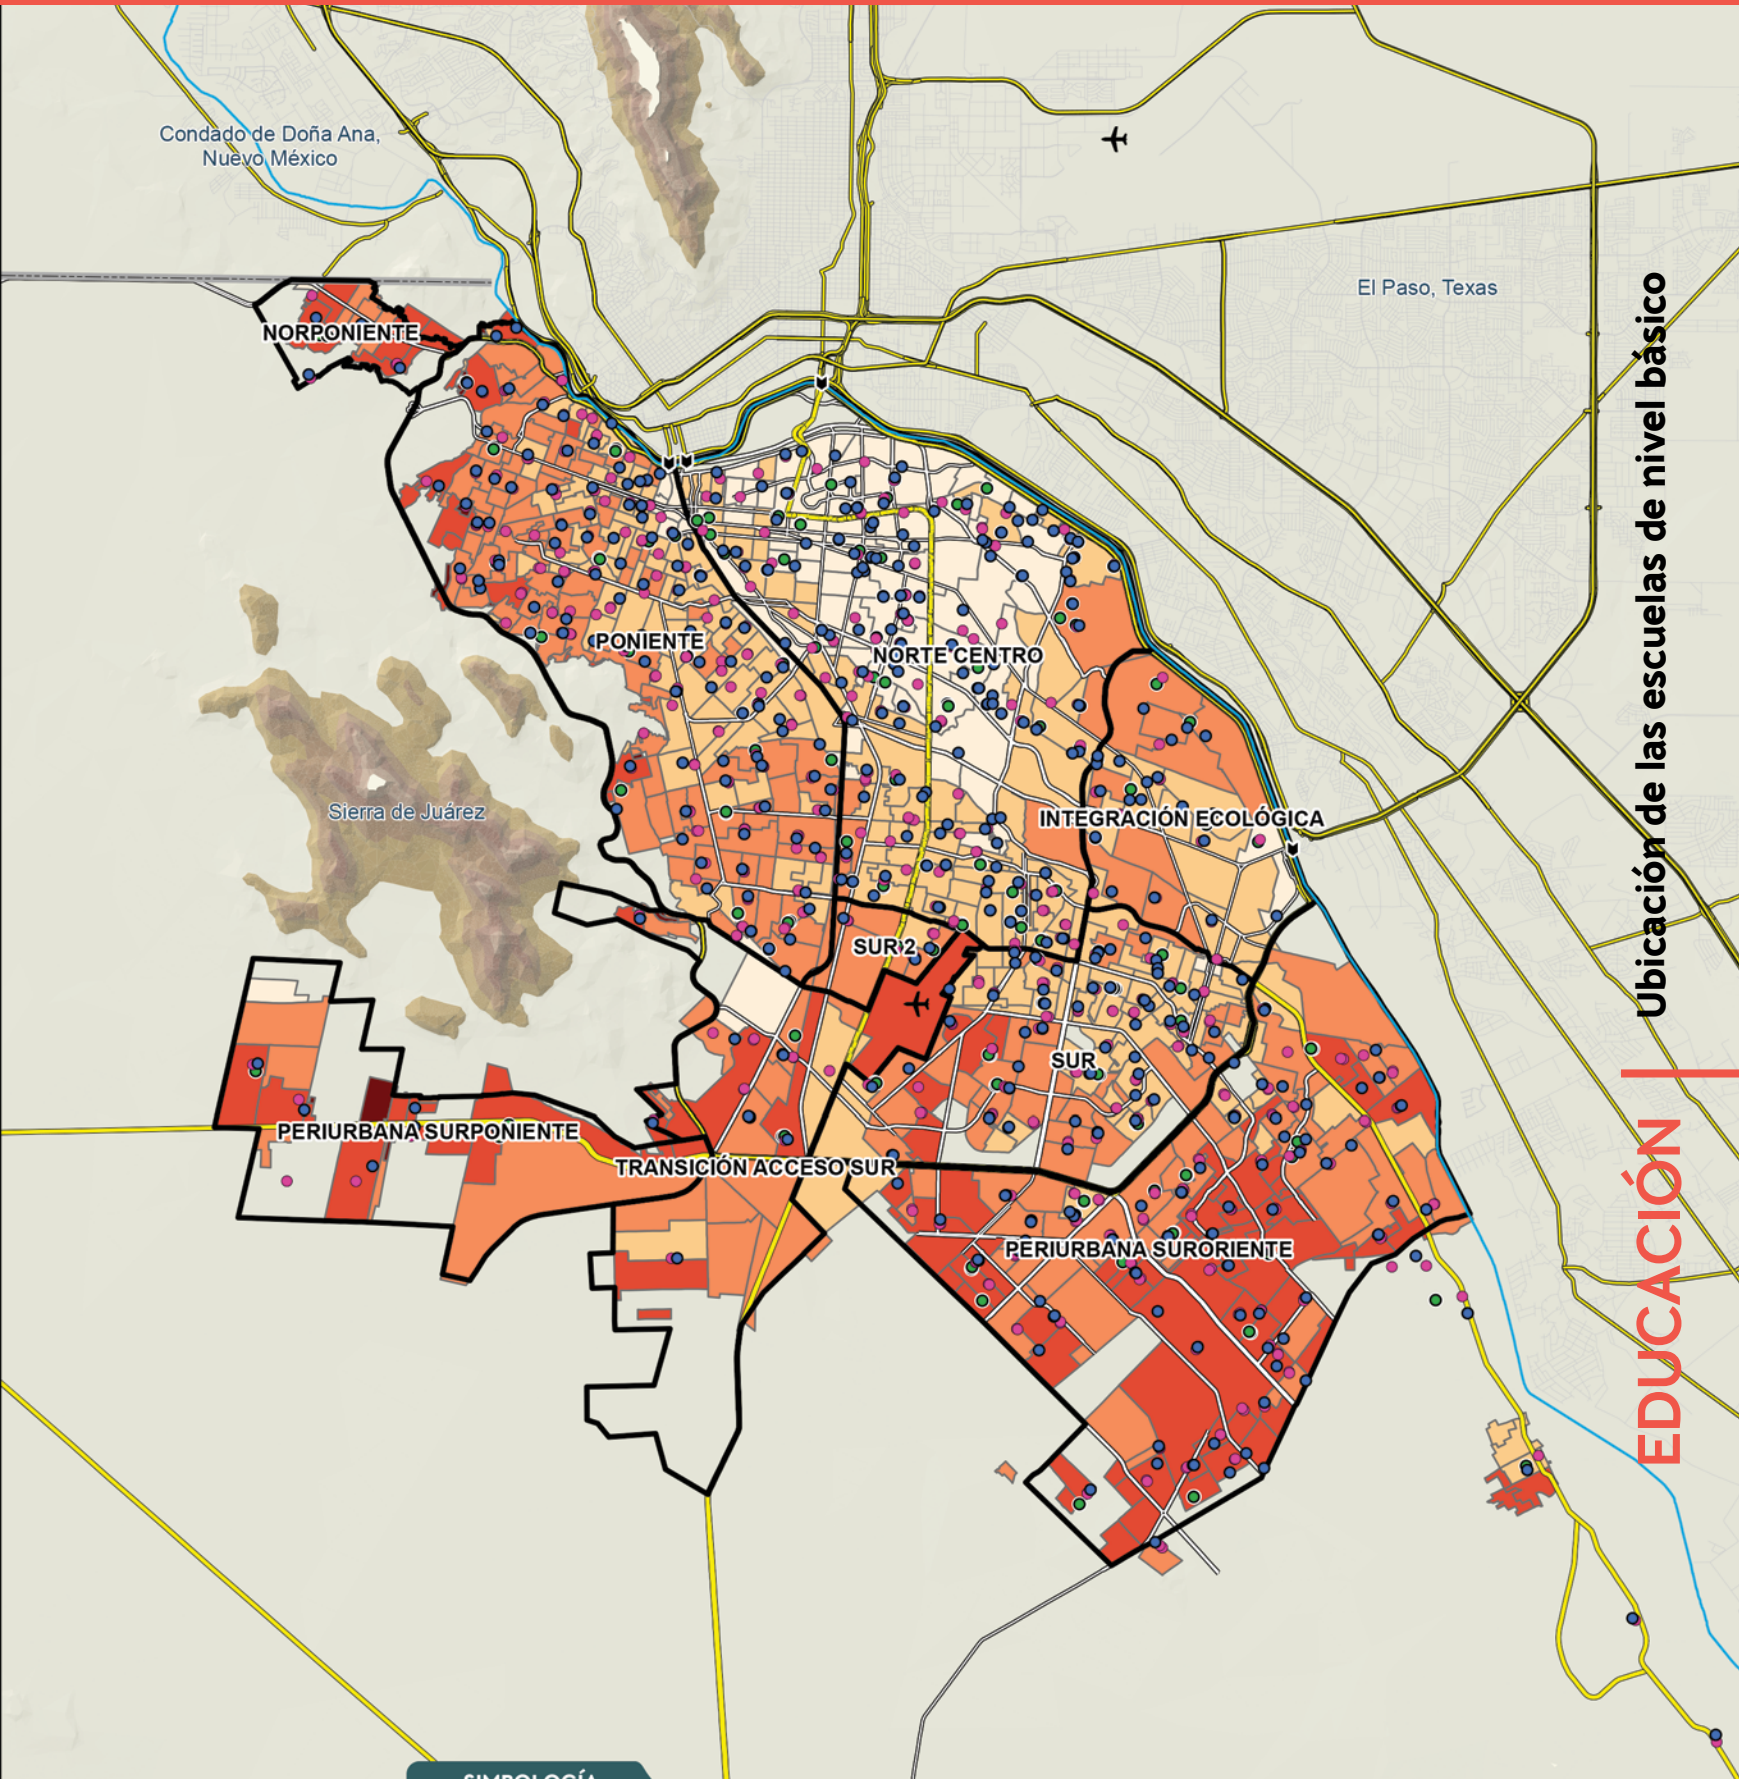 Condado de Doña Ana,
Nuevo México
El Paso, Texas
NORPONIENTE
PONIENTE
NORTE CENTRO
Sierra de Juárez
INTEGRACIÓN ECOLÓGICA
SUR 2
SUR
PERIURBANA SURPONIENTE
TRANSICIÓN ACCESO SUR
PERIURBANA SURORIENTE
EDUCACIÓN |
Ubicación de las escuelas de nivel básico
SIMBOLOGÍA